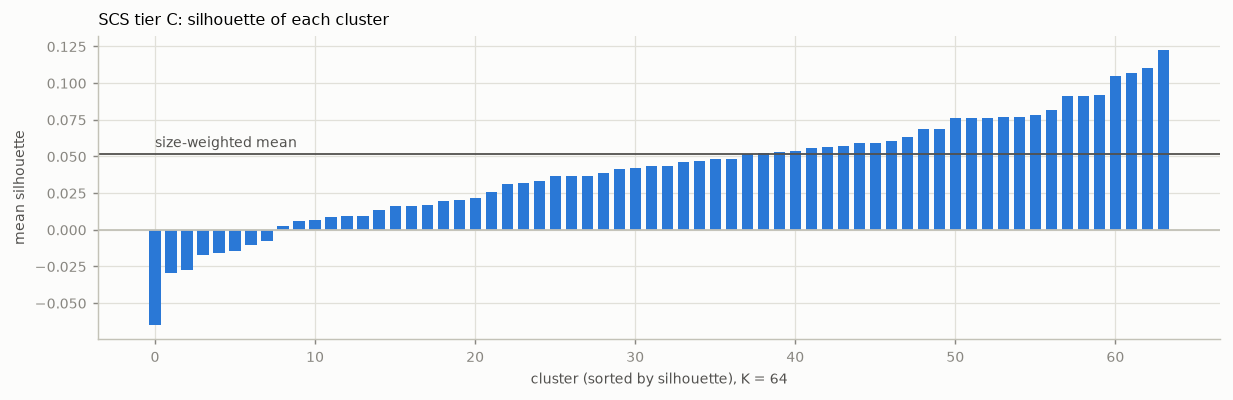 SCS tier C: silhouette of each cluster
0.125
0.100
0.075
0.050
0.025
0.000
−0.025
−0.050
mean silhouette
size-weighted mean
0 10 20 30 40 50 60
cluster (sorted by silhouette), K = 64